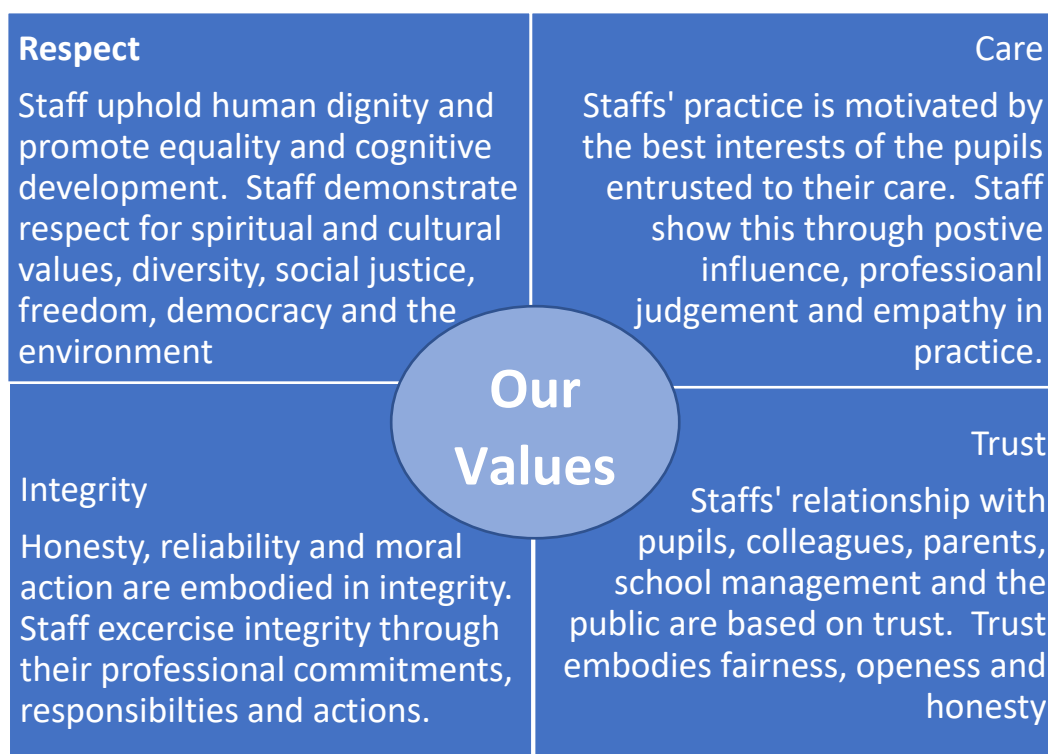 Respect
Staff uphold human dignity and
promote equality and cognitive
development.  Staff demonstrate
respect for spiritual and cultural
values, diversity, social justice,
freedom, democracy and the
environment
Care
Staffs' practice is motivated by
the best interests of the pupils
entrusted to their care.  Staff
show this through postive
influence, professioanl
judgement and empathy in
practice.
Our
Values
Integrity
Honesty, reliability and moral
action are embodied in integrity.
Staff excercise integrity through
their professional commitments,
responsibilties and actions.
Trust
Staffs' relationship with
pupils, colleagues, parents,
school management and the
public are based on trust.  Trust
embodies fairness, openess and
honesty